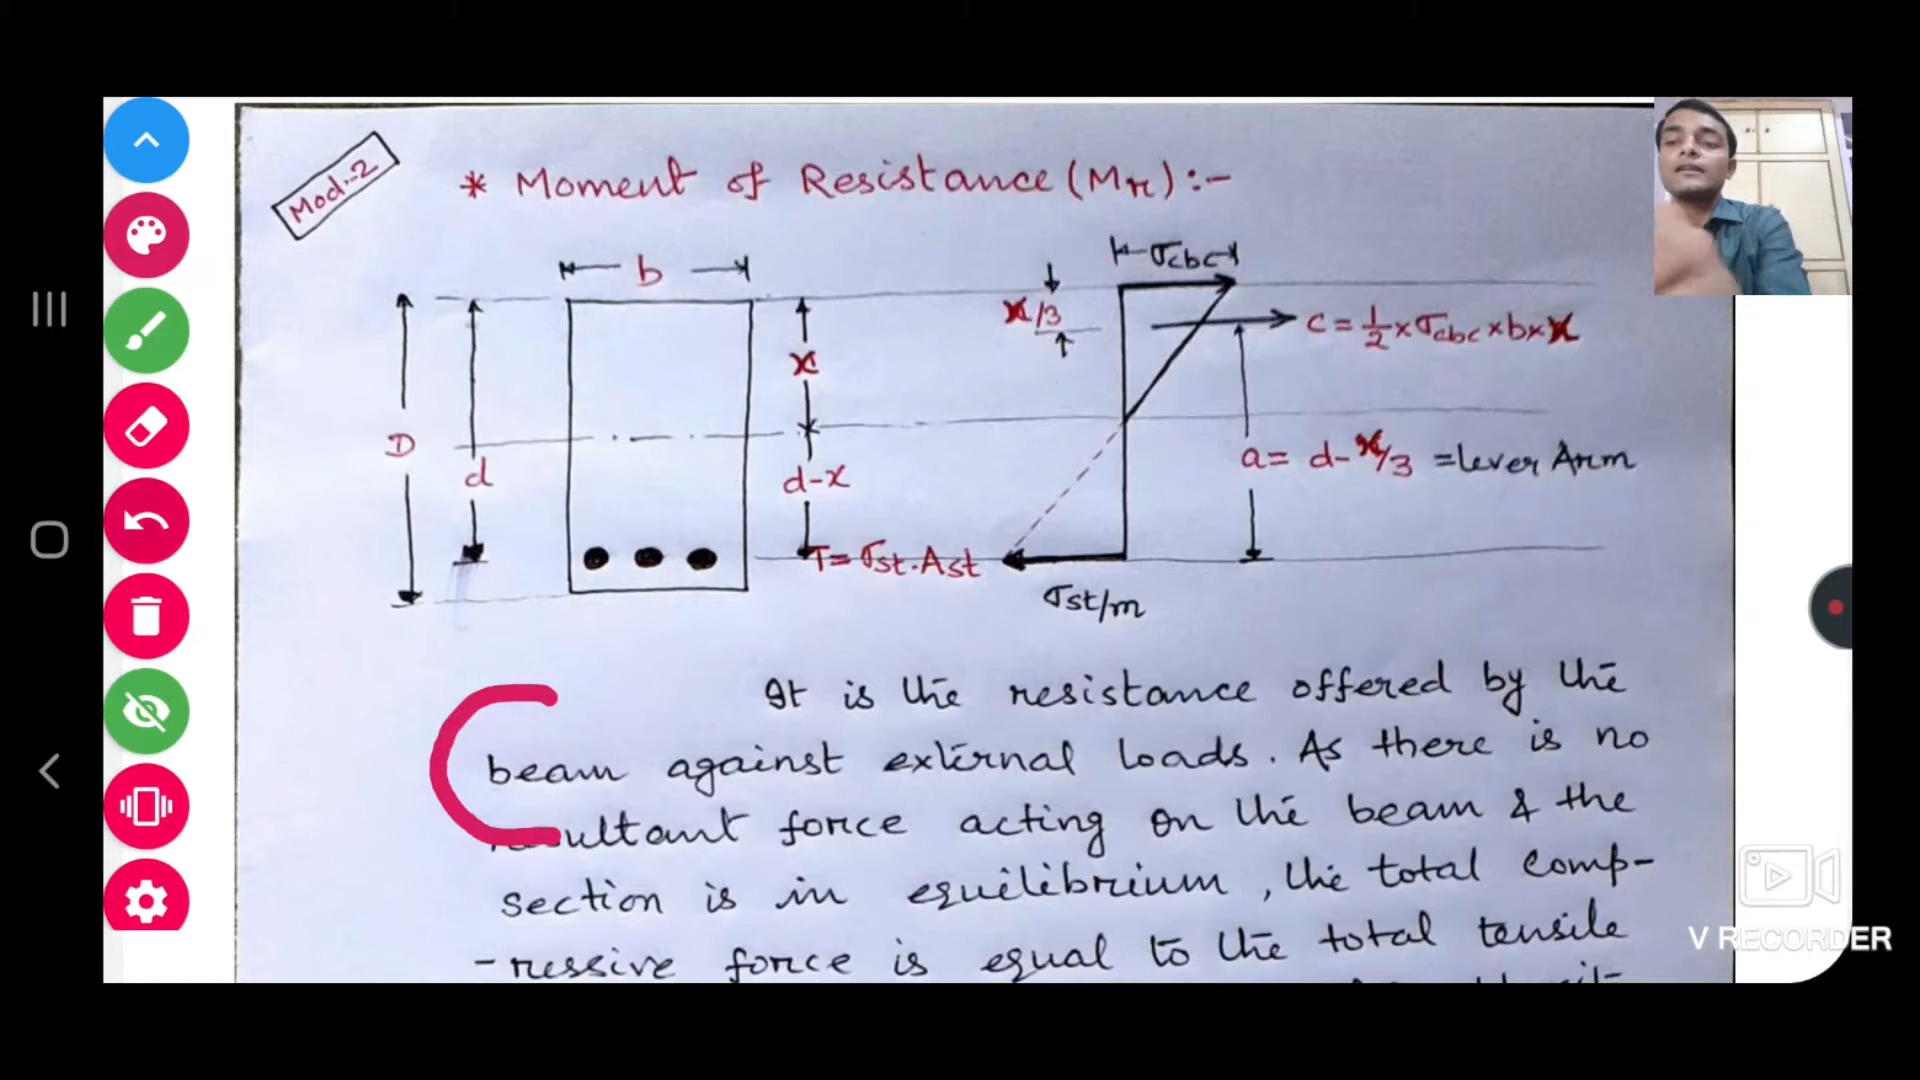 Mod:-2
* Moment of Resistance (Mr) :-
b
σcbc
x/3
C = 1/2 × σcbc × b × x
x
D
d
d-x
a = d - x/3 = lever Arm
T = σst. Ast
σst/m
It is the resistance offered by the
beam against external loads. As there is no
ultant force acting on the beam & the
section is in equilibrium, the total comp-
-ressive force is equal to the total tensile
V RECORDER